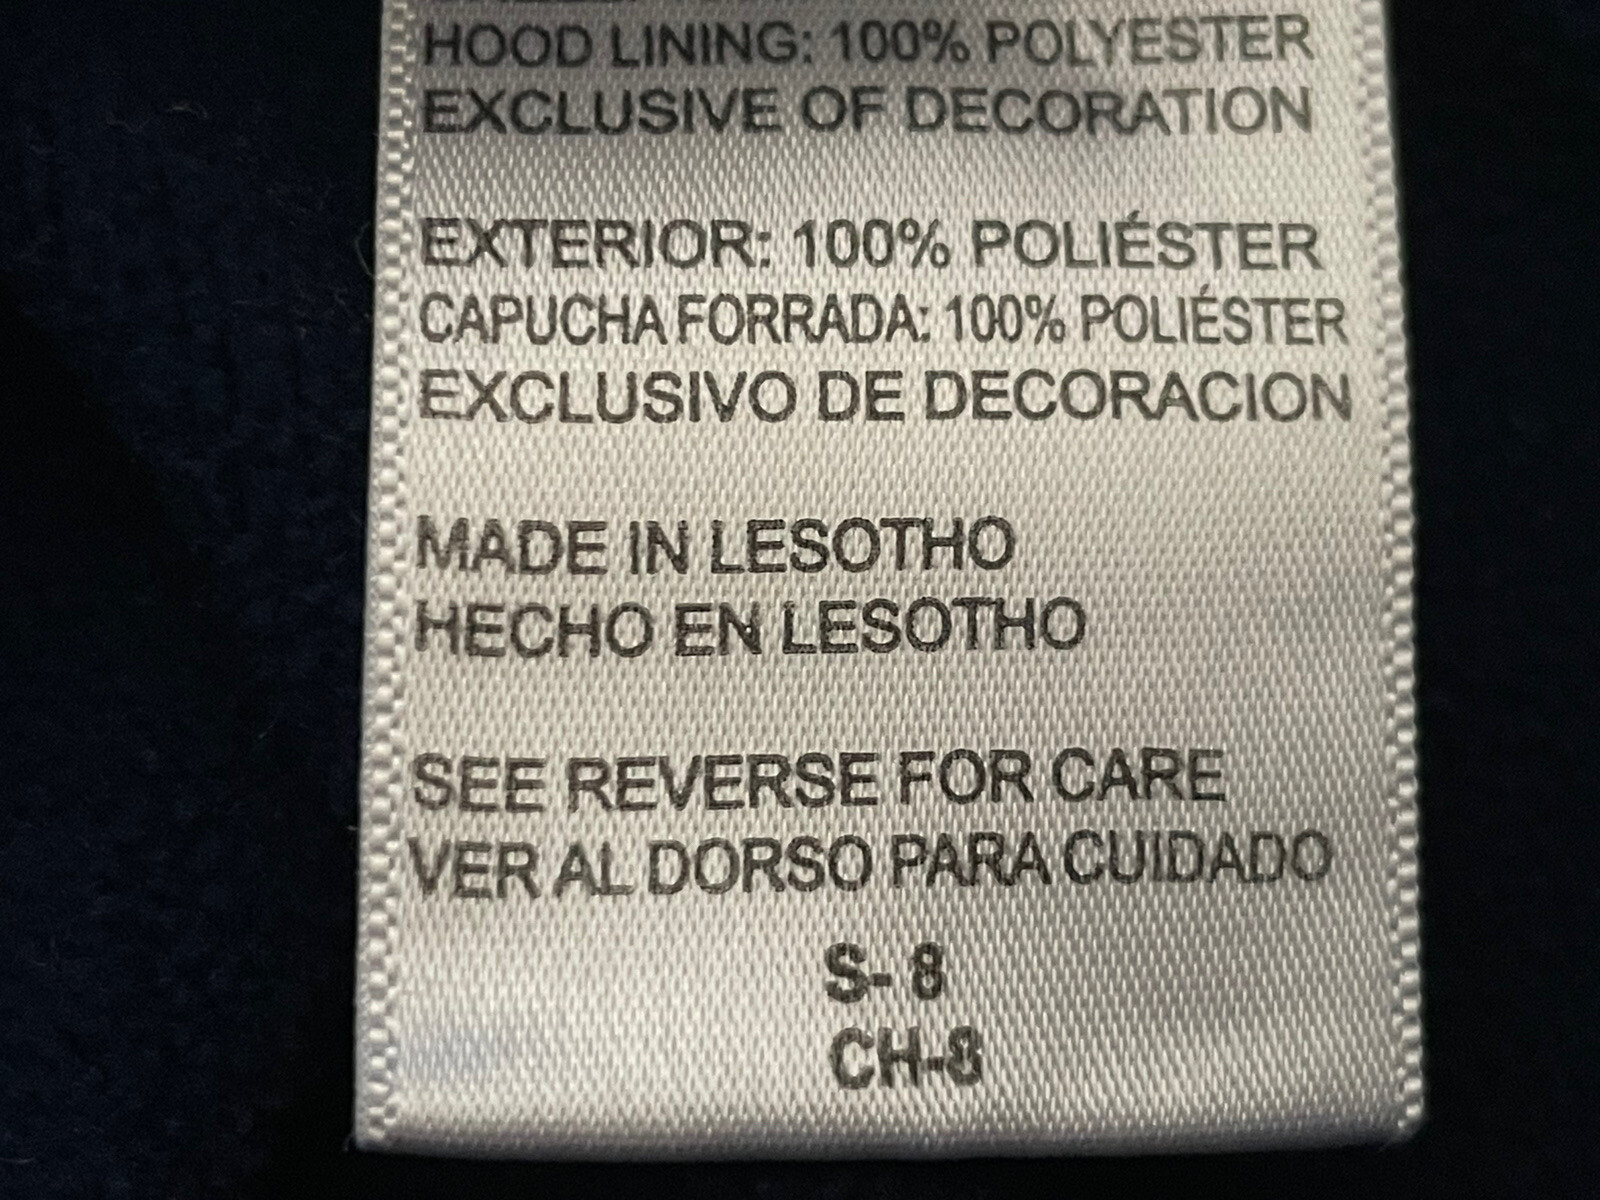 HOOD LINING: 100% POLYESTER
EXCLUSIVE OF DECORATION
EXTERIOR: 100% POLIÉSTER
CAPUCHA FORRADA: 100% POLIÉSTER
EXCLUSIVO DE DECORACION
MADE IN LESOTHO
HECHO EN LESOTHO
SEE REVERSE FOR CARE
VER AL DORSO PARA CUIDADO
S- 8
CH-8